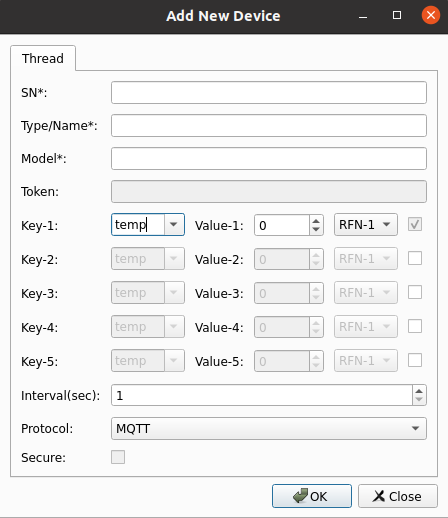 Add New Device
Thread
SN*:
Type/Name*:
Model*:
Token:
Key-1: temp Value-1: 0 RFN-1
Key-2: temp Value-2: 0 RFN-1
Key-3: temp Value-3: 0 RFN-1
Key-4: temp Value-4: 0 RFN-1
Key-5: temp Value-5: 0 RFN-1
Interval(sec): 1
Protocol: MQTT
Secure:
OK Close